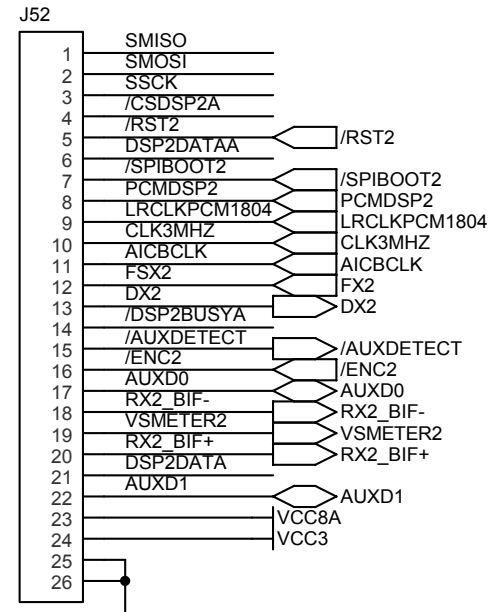 J52
1 SMISO
2 SMOSI
3 SSCK
4 /CSDSP2A
5 /RST2 /RST2
6 DSP2DATAA
7 /SPIBOOT2 /SPIBOOT2
8 PCMDSP2 PCMDSP2
9 LRCLKPCM1804 LRCLKPCM1804
10 CLK3MHZ CLK3MHZ
11 AICBCLK AICBCLK
12 FSX2 FX2
13 DX2 DX2
14 /DSP2BUSYA
15 /AUXDETECT /AUXDETECT
16 /ENC2 /ENC2
17 AUXD0 AUXD0
18 RX2_BIF- RX2_BIF-
19 VSMETER2 VSMETER2
20 RX2_BIF+ RX2_BIF+
21 DSP2DATA
22 AUXD1 AUXD1
23 VCC8A
24 VCC3
25
26